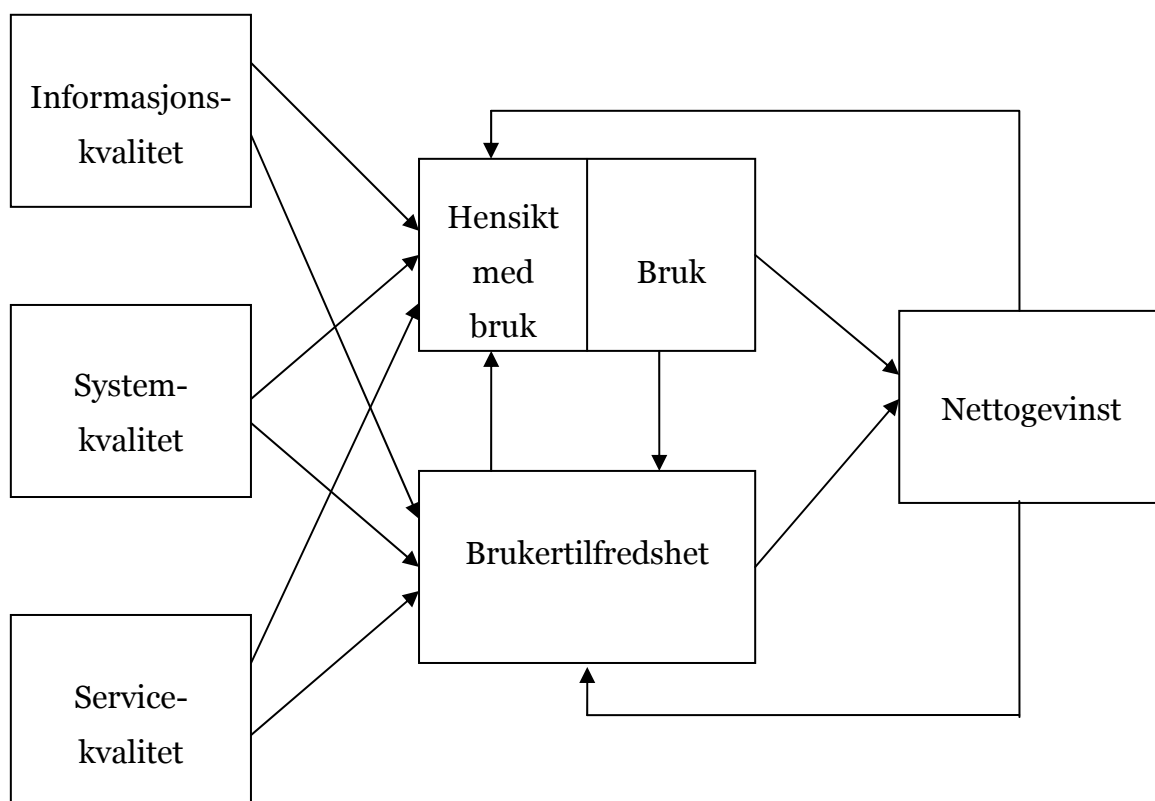 Informasjons-
kvalitet
Hensikt
med
bruk
Bruk
System-
kvalitet
Nettogevinst
Brukertilfredshet
Service-
kvalitet